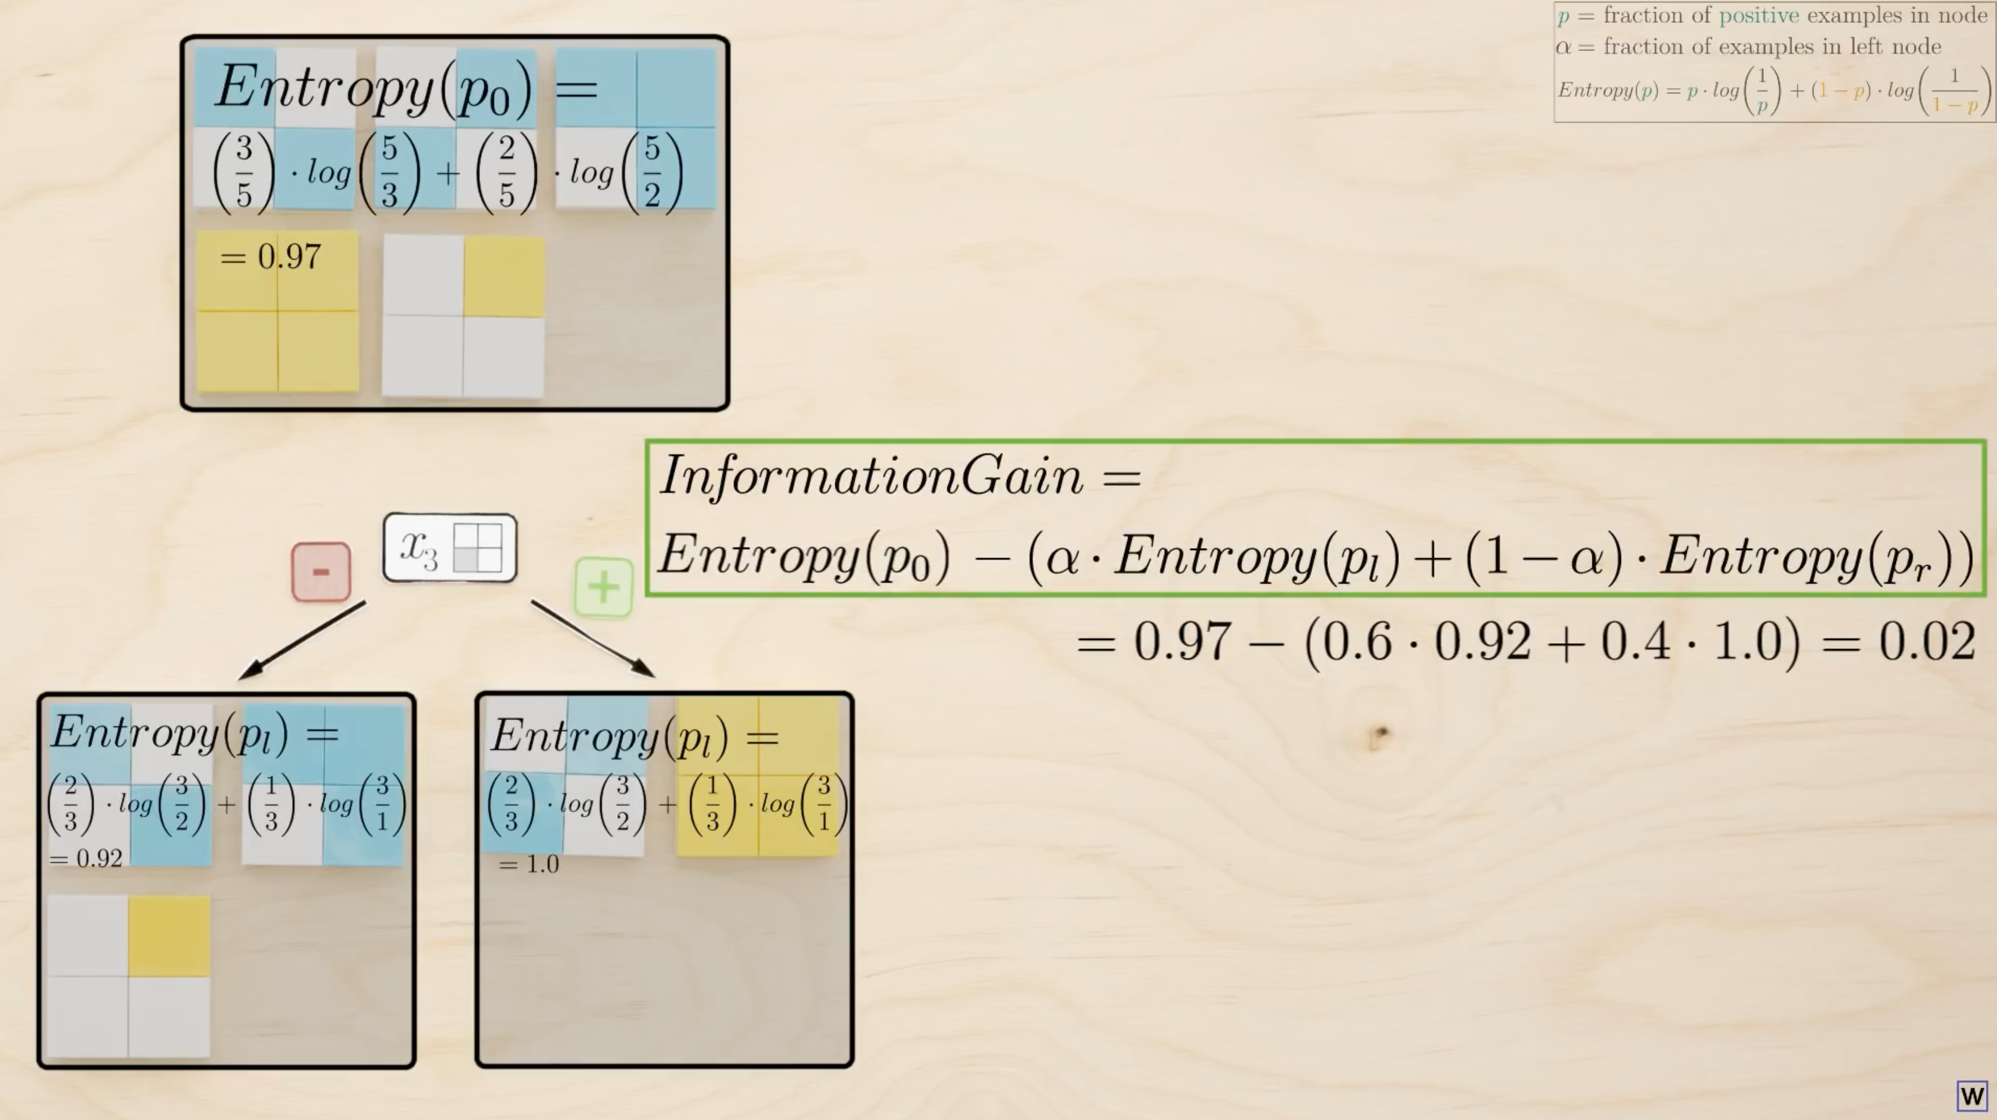 p = fraction of positive examples in node
α = fraction of examples in left node
Entropy(p) = p · log(1/p) + (1 − p) · log(1/(1 − p))
Entropy(p₀) =
(3/5) · log(5/3) + (2/5) · log(5/2)
= 0.97
InformationGain =
Entropy(p₀) − (α · Entropy(pₗ) + (1 − α) · Entropy(pᵣ))
= 0.97 − (0.6 · 0.92 + 0.4 · 1.0) = 0.02
x₃
-
+
Entropy(pₗ) =
(2/3) · log(3/2) + (1/3) · log(3/1)
= 0.92
Entropy(pₗ) =
(2/3) · log(3/2) + (1/3) · log(3/1)
= 1.0
W